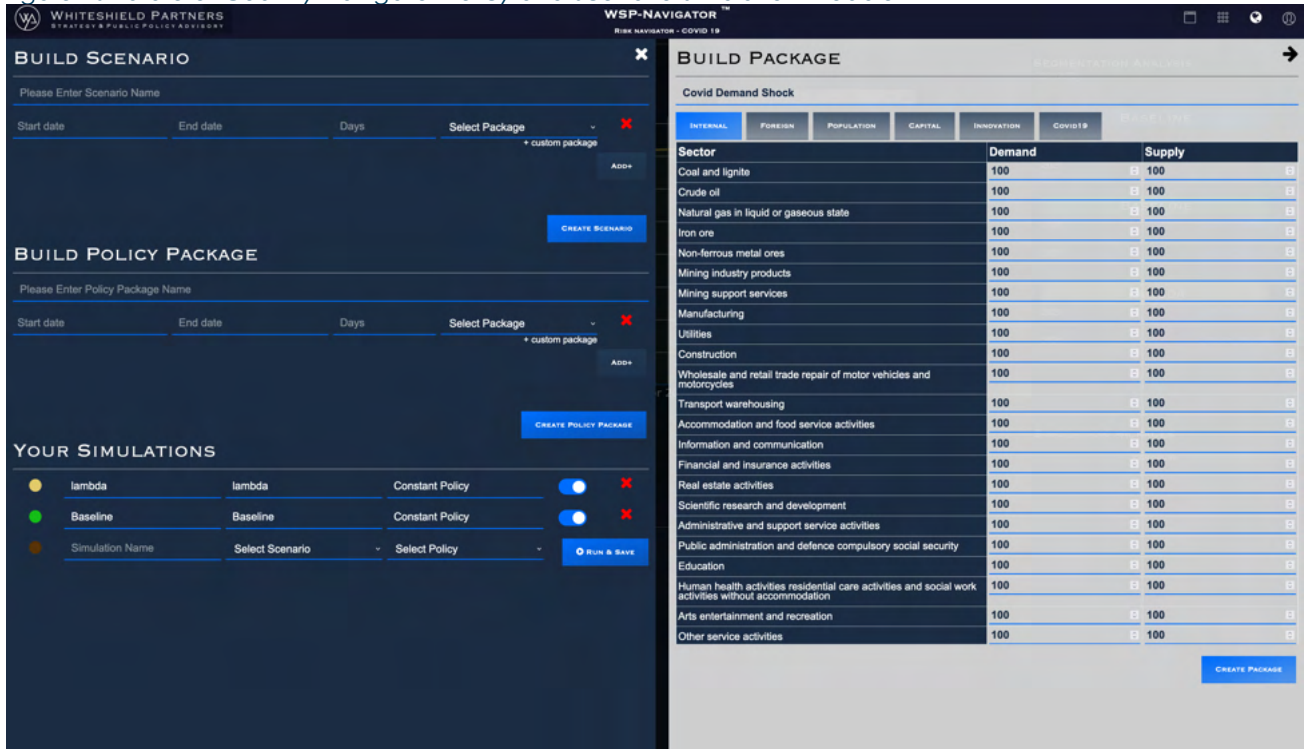 WHITESHIELD PARTNERS
STRATEGY & PUBLIC POLICY ADVISORY
WSP-NAVIGATOR ™
RISK NAVIGATOR - COVID 19
BUILD SCENARIO
Please Enter Scenario Name
Start date End date Days Select Package
+ custom package
ADD+
CREATE SCENARIO
BUILD POLICY PACKAGE
Please Enter Policy Package Name
Start date End date Days Select Package
+ custom package
ADD+
CREATE POLICY PACKAGE
YOUR SIMULATIONS
lambda lambda Constant Policy
Baseline Baseline Constant Policy
Simulation Name Select Scenario Select Policy RUN & SAVE
BUILD PACKAGE
Covid Demand Shock
INTERNAL FOREIGN POPULATION CAPITAL INNOVATION COVID19
BASELINE
Sector Demand Supply
Coal and lignite 100 100
Crude oil 100 100
Natural gas in liquid or gaseous state 100 100
Iron ore 100 100
Non-ferrous metal ores 100 100
Mining industry products 100 100
Mining support services 100 100
Manufacturing 100 100
Utilities 100 100
Construction 100 100
Wholesale and retail trade repair of motor vehicles and 100 100
motorcycles
Transport warehousing 100 100
Accommodation and food service activities 100 100
Information and communication 100 100
Financial and insurance activities 100 100
Real estate activities 100 100
Scientific research and development 100 100
Administrative and support service activities 100 100
Public administration and defence compulsory social security 100 100
Education 100 100
Human health activities residential care activities and social work 100 100
activities without accommodation
Arts entertainment and recreation 100 100
Other service activities 100 100
CREATE PACKAGE